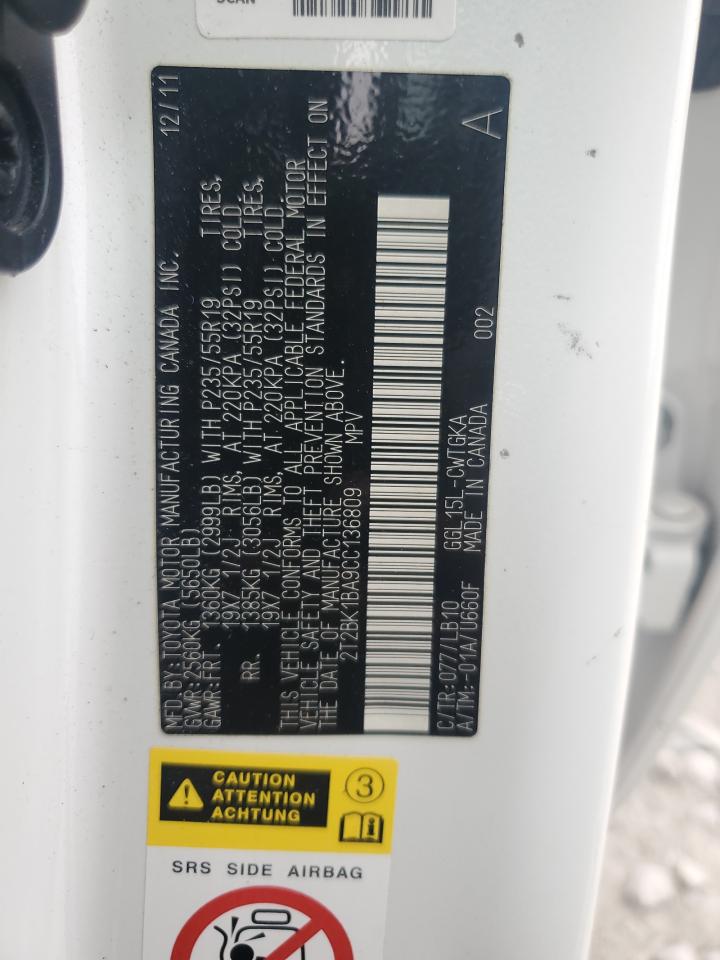 SCAN
MFD BY:TOYOTA MOTOR MANUFACTURING CANADA INC. 12/11
GVWR:2560KG (5650LB)
GAWR:FRT. 1360KG (2999LB) WITH P235/55R19 TIRES,
19X7 1/2J RIMS, AT 220KPA (32PSI) COLD.
RR. 1385KG (3056LB) WITH P235/55R19 TIRES,
19X7 1/2J RIMS, AT 220KPA (32PSI) COLD.
THIS VEHICLE CONFORMS TO ALL APPLICABLE FEDERAL MOTOR
VEHICLE SAFETY AND THEFT PREVENTION STANDARDS IN EFFECT ON
THE DATE OF MANUFACTURE SHOWN ABOVE.
2T2BK1BA9CC136809 MPV
C/TR:077/LB10 GGL15L-CWTGKA 002 A
A/TM:-01A/U660F MADE IN CANADA
CAUTION
ATTENTION
ACHTUNG
3
SRS SIDE AIRBAG